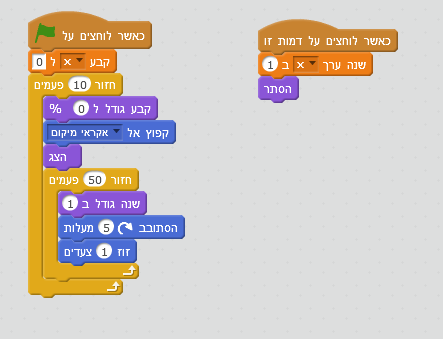 כאשר לוחצים על
קבע x ל 0
חזור 10 פעמים
קבע גודל ל 0 %
קפוץ אל אקראי מיקום
הצג
חזור 50 פעמים
שנה גודל ב 1
הסתובב 5 מעלות
זוז 1 צעדים
כאשר לוחצים על דמות זו
שנה ערך x ב 1
הסתר